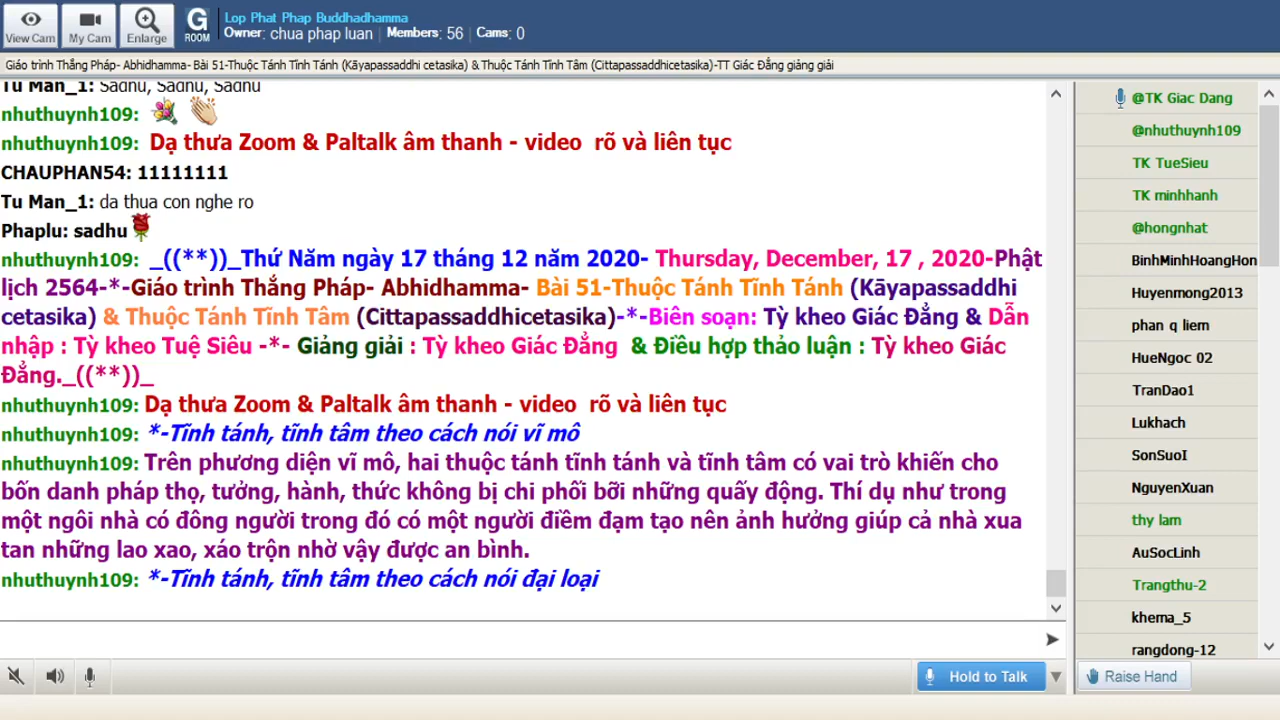 View Cam
My Cam
Enlarge
G
ROOM
Lop Phat Phap Buddhadhamma
Owner: chua phap luan Members: 56 Cams: 0
Giáo trình Thắng Pháp- Abhidhamma- Bài 51-Thuộc Tánh Tĩnh Tánh (Kāyapassaddhi cetasika) & Thuộc Tánh Tĩnh Tâm (Cittapassaddhicetasika)-TT Giác Đẳng giảng giải
Tu Man_1: Sadhu, Sadhu, Sadhu
nhuthuynh109:
nhuthuynh109: Dạ thưa Zoom & Paltalk âm thanh - video rõ và liên tục
CHAUPHAN54: 11111111
Tu Man_1: da thua con nghe ro
Phaplu: sadhu
nhuthuynh109: _((**))_Thứ Năm ngày 17 tháng 12 năm 2020- Thursday, December, 17 , 2020-Phật
lịch 2564-*-Giáo trình Thắng Pháp- Abhidhamma- Bài 51-Thuộc Tánh Tĩnh Tánh (Kāyapassaddhi
cetasika) & Thuộc Tánh Tĩnh Tâm (Cittapassaddhicetasika)-*-Biên soạn: Tỳ kheo Giác Đẳng & Dẫn
nhập : Tỳ kheo Tuệ Siêu -*- Giảng giải : Tỳ kheo Giác Đẳng & Điều hợp thảo luận : Tỳ kheo Giác
Đẳng._((**))_
nhuthuynh109: Dạ thưa Zoom & Paltalk âm thanh - video rõ và liên tục
nhuthuynh109: *-Tĩnh tánh, tĩnh tâm theo cách nói vĩ mô
nhuthuynh109: Trên phương diện vĩ mô, hai thuộc tánh tĩnh tánh và tĩnh tâm có vai trò khiến cho
bốn danh pháp thọ, tưởng, hành, thức không bị chi phối bỡi những quấy động. Thí dụ như trong
một ngôi nhà có đông người trong đó có một người điềm đạm tạo nên ảnh hưởng giúp cả nhà xua
tan những lao xao, xáo trộn nhờ vậy được an bình.
nhuthuynh109: *-Tĩnh tánh, tĩnh tâm theo cách nói đại loại
Hold to Talk
@TK Giac Dang
@nhuthuynh109
TK TueSieu
TK minhhanh
@hongnhat
BinhMinhHoangHon
Huyenmong2013
phan q liem
HueNgoc 02
TranDao1
Lukhach
SonSuoI
NguyenXuan
thy lam
AuSocLinh
Trangthu-2
khema_5
rangdong-12
Raise Hand